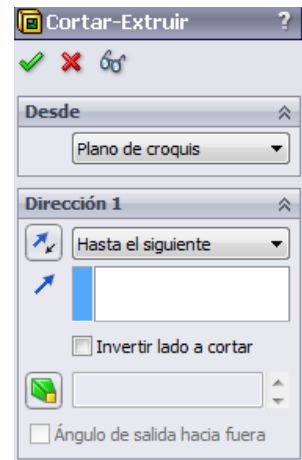 Cortar-Extruir ?
Desde
Plano de croquis
Dirección 1
Hasta el siguiente
Invertir lado a cortar
Ángulo de salida hacia fuera